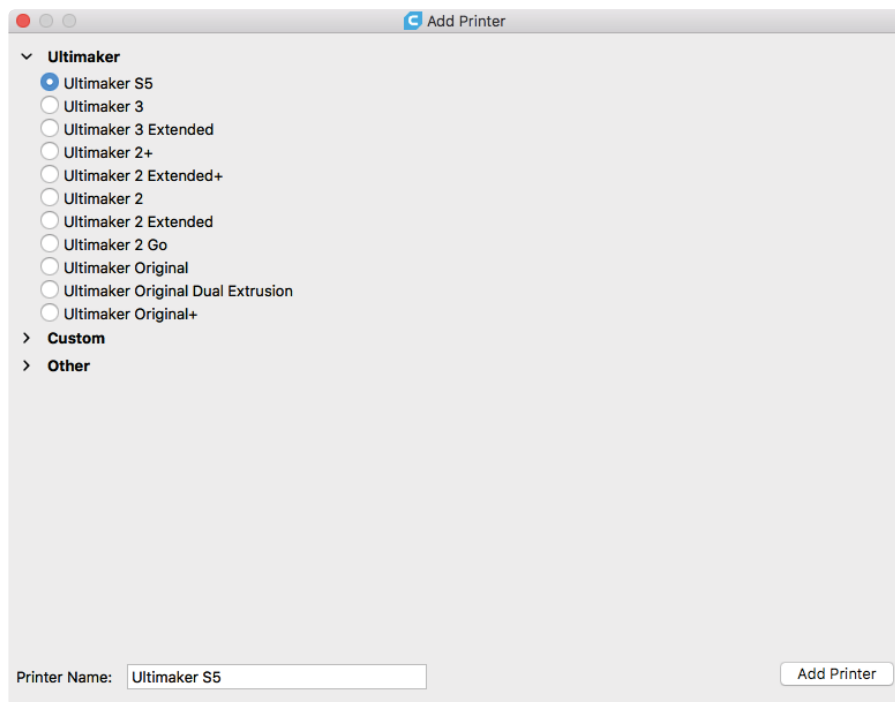 Add Printer
Ultimaker
Ultimaker S5
Ultimaker 3
Ultimaker 3 Extended
Ultimaker 2+
Ultimaker 2 Extended+
Ultimaker 2
Ultimaker 2 Extended
Ultimaker 2 Go
Ultimaker Original
Ultimaker Original Dual Extrusion
Ultimaker Original+
Custom
Other
Printer Name: Ultimaker S5 Add Printer